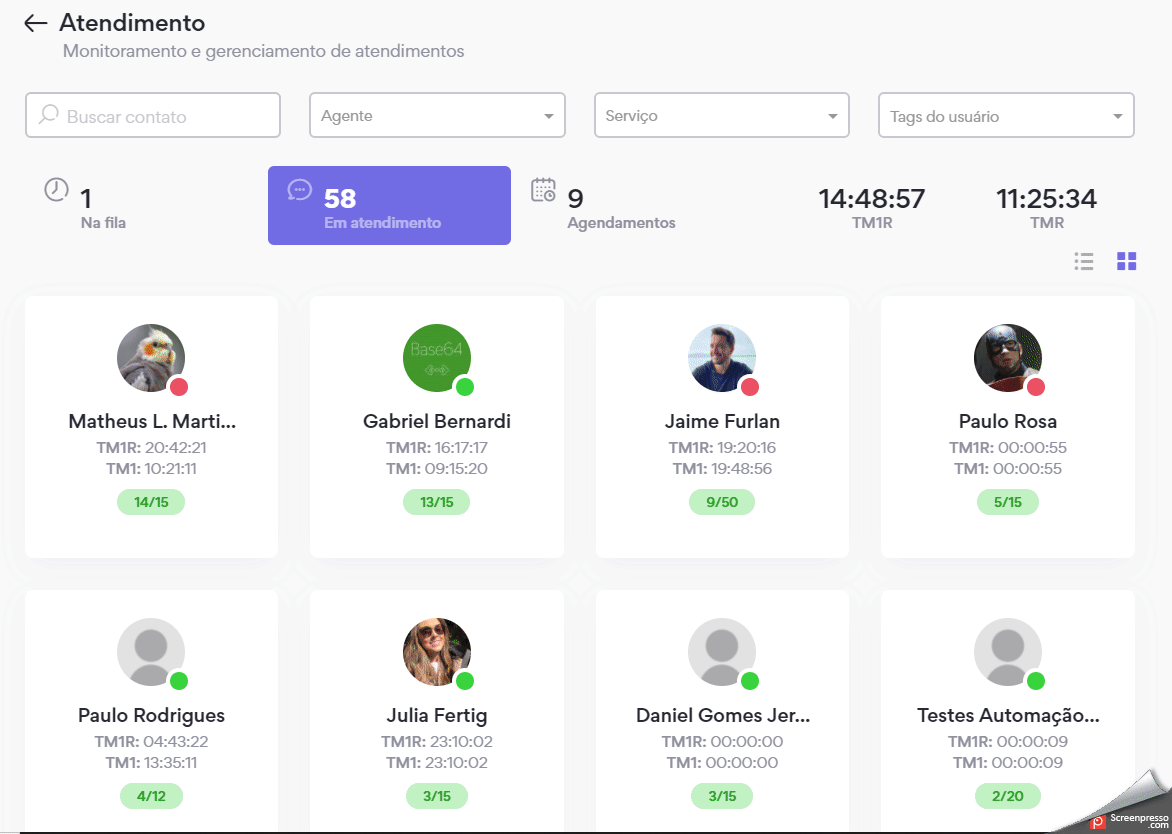 Atendimento
Monitoramento e gerenciamento de atendimentos
Buscar contato
Agente
Serviço
Tags do usuário
1
Na fila
58
Em atendimento
9
Agendamentos
14:48:57
TM1R
11:25:34
TMR
Base64
Matheus L. Marti...
TM1R: 20:42:21
TM1: 10:21:11
14/15
Gabriel Bernardi
TM1R: 16:17:17
TM1: 09:15:20
13/15
Jaime Furlan
TM1R: 19:20:16
TM1: 19:48:56
9/50
Paulo Rosa
TM1R: 00:00:55
TM1: 00:00:55
5/15
Paulo Rodrigues
TM1R: 04:43:22
TM1: 13:35:11
4/12
Julia Fertig
TM1R: 23:10:02
TM1: 23:10:02
3/15
Daniel Gomes Jer...
TM1R: 00:00:00
TM1: 00:00:00
3/15
Testes Automação...
TM1R: 00:00:09
TM1: 00:00:09
2/20
Screenpresso
.com